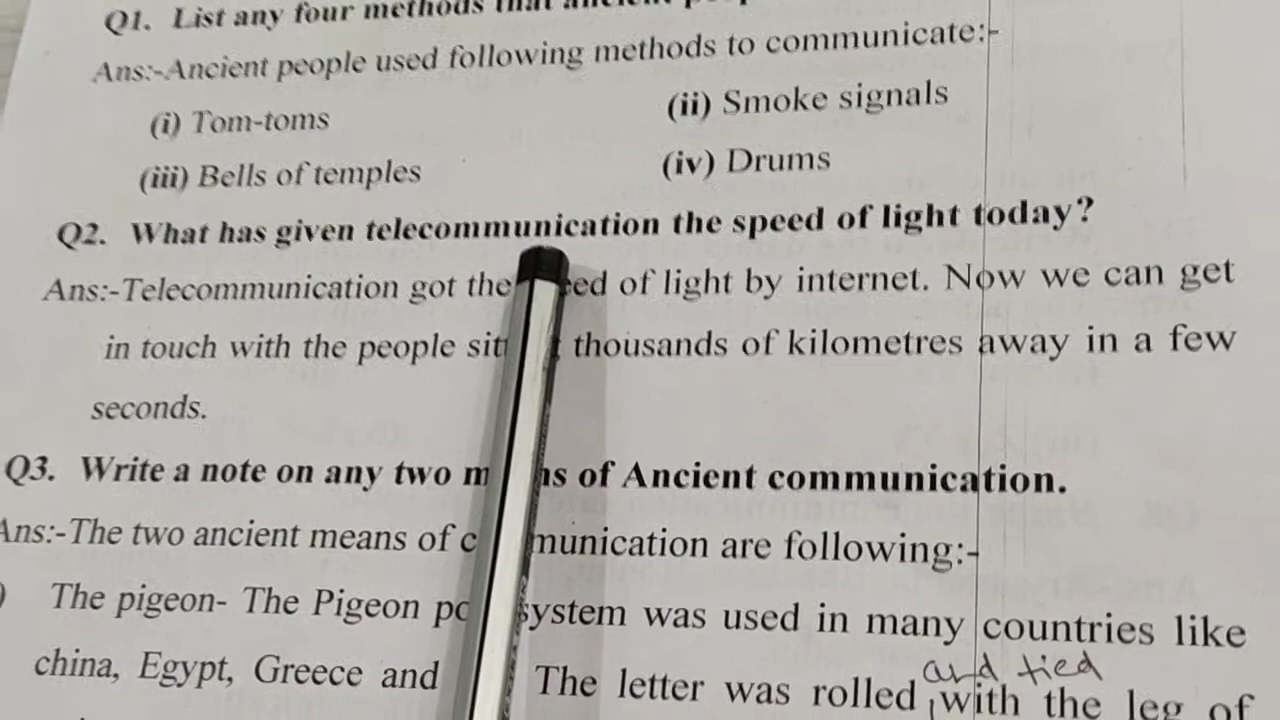 Q1. List any four methods that ancient
Ans:-Ancient people used following methods to communicate:-
(i) Tom-toms (ii) Smoke signals
(iii) Bells of temples (iv) Drums
Q2. What has given telecommunication the speed of light today?
Ans:-Telecommunication got the of light by internet. Now we can get
in touch with the people thousands of kilometres away in a few
seconds.
Q3. Write a note on any two of Ancient communication.
Ans:-The two ancient means of are following:-
) The pigeon- The Pigeon system was used in many countries like
and tied
china, Egypt, Greece and The letter was rolled with the leg of